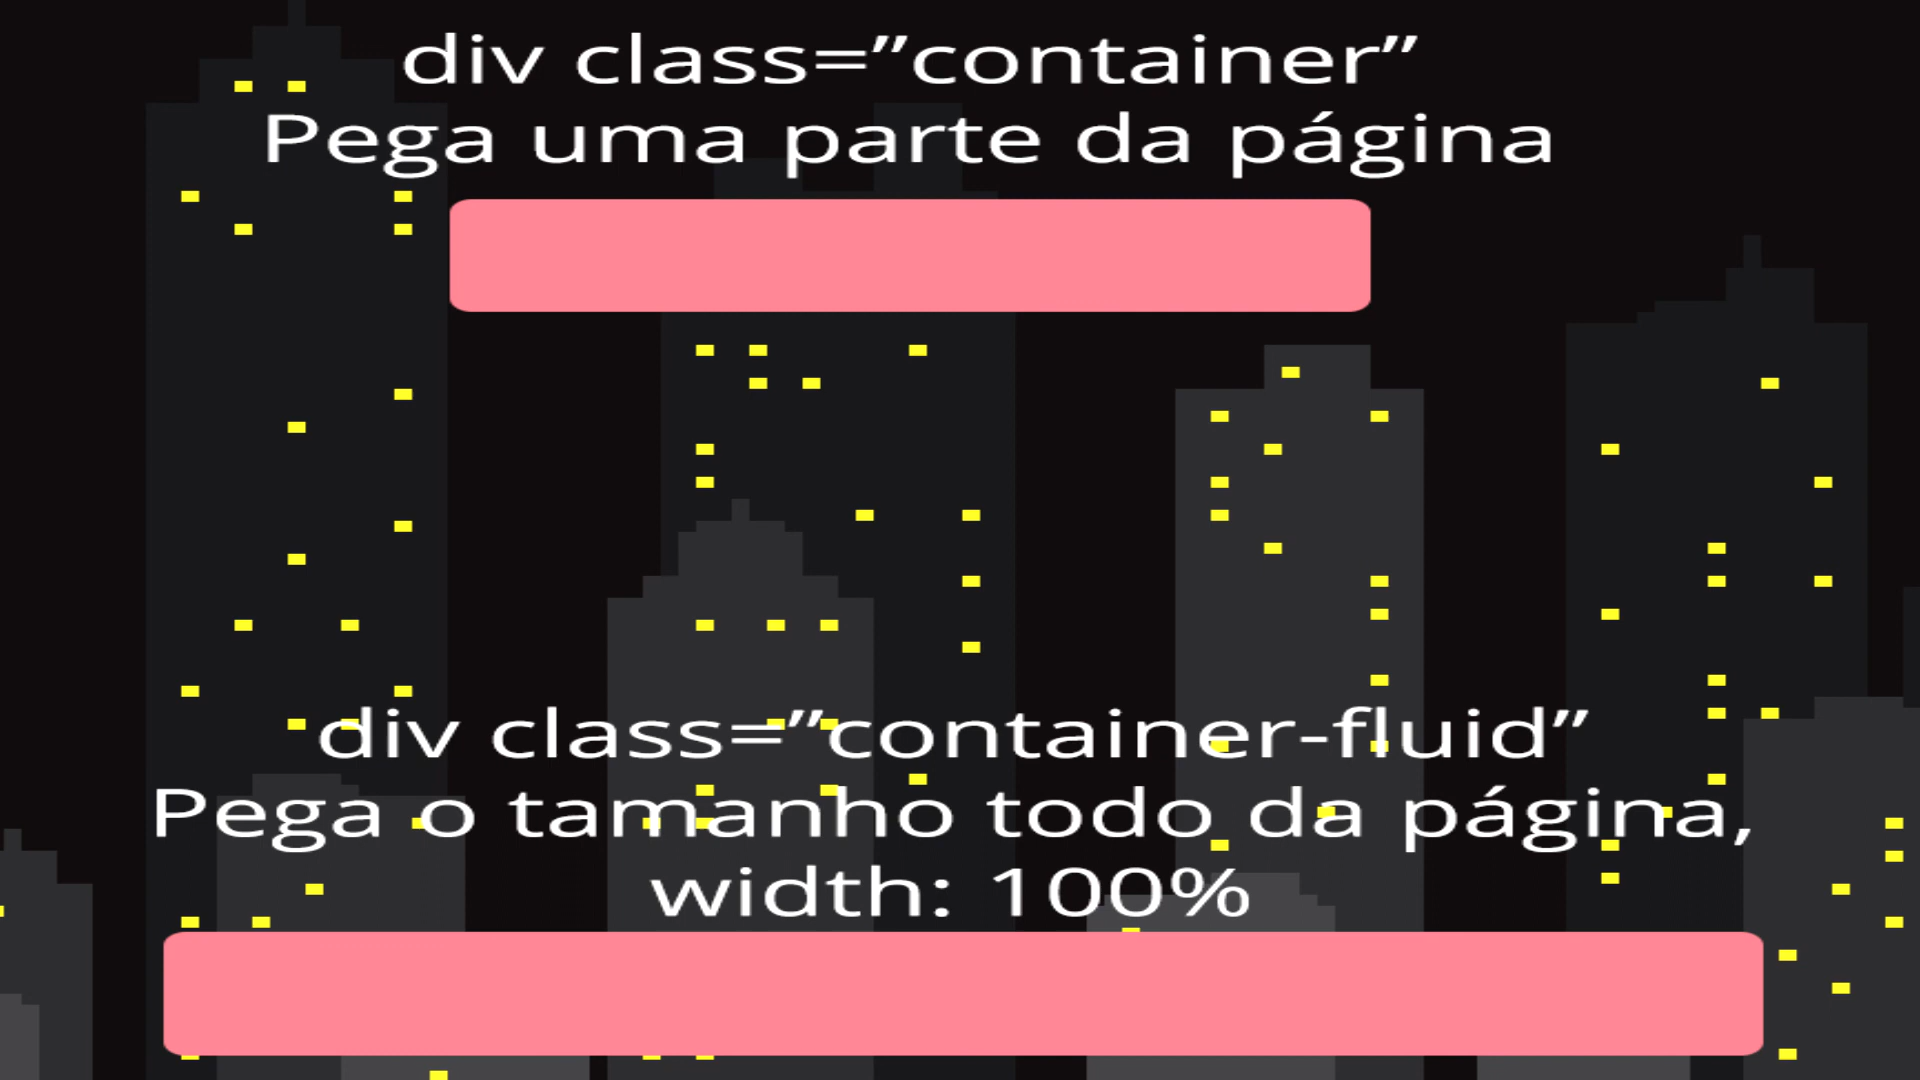 div class=”container”
Pega uma parte da página
div class=”container-fluid”
Pega o tamanho todo da página,
width: 100%